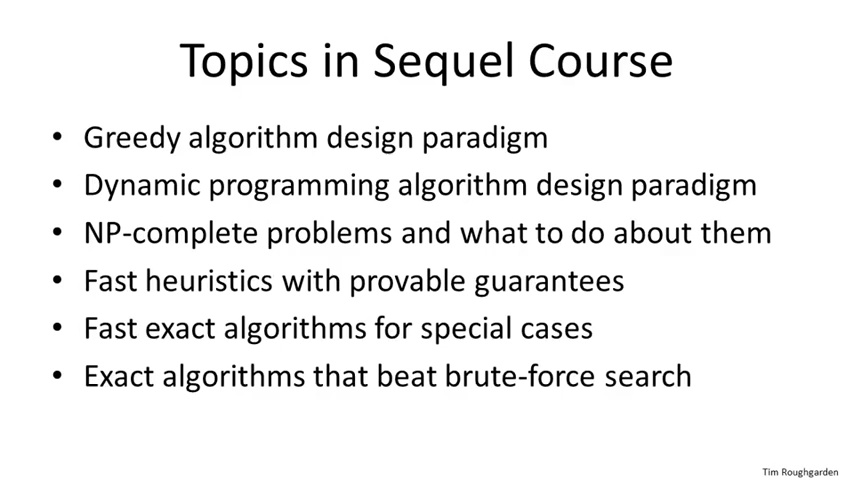 Topics in Sequel Course
• Greedy algorithm design paradigm
• Dynamic programming algorithm design paradigm
• NP-complete problems and what to do about them
• Fast heuristics with provable guarantees
• Fast exact algorithms for special cases
• Exact algorithms that beat brute-force search
Tim Roughgarden